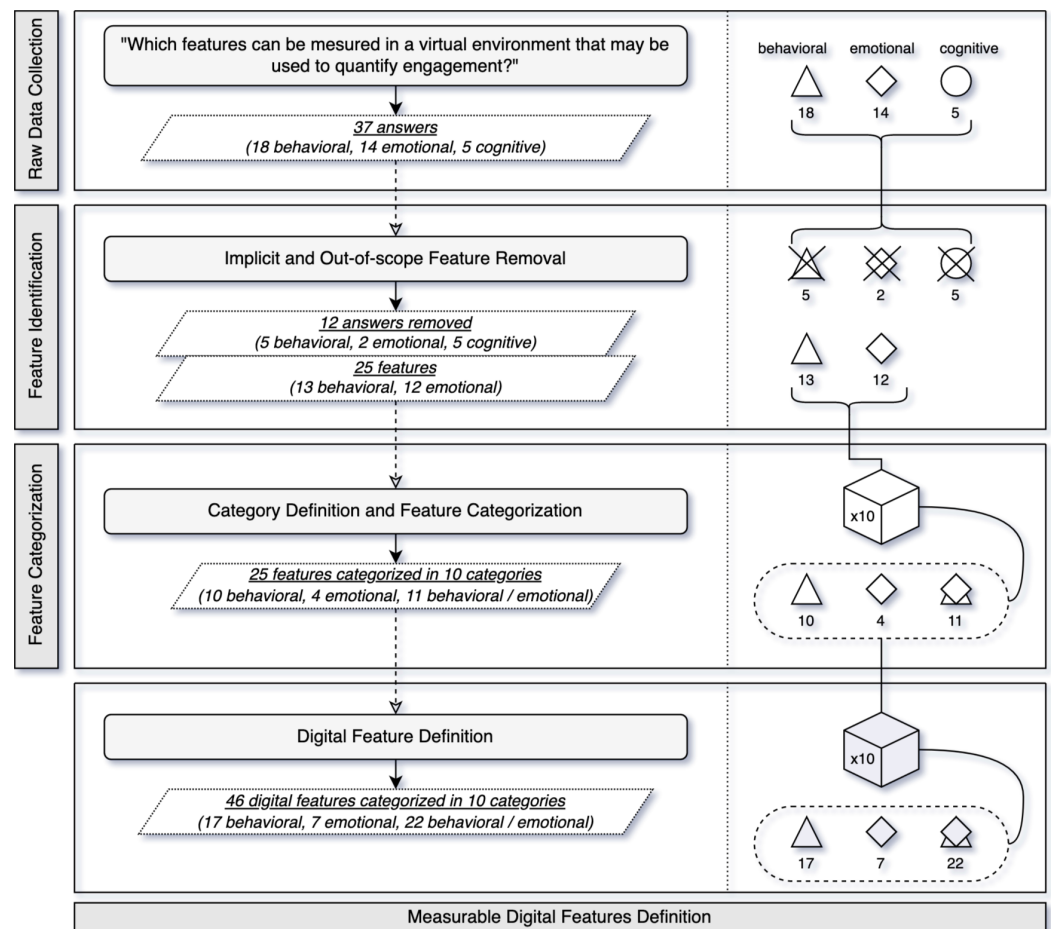 Raw Data Collection
"Which features can be mesured in a virtual environment that may be
used to quantify engagement?"
37 answers
(18 behavioral, 14 emotional, 5 cognitive)
behavioral emotional cognitive
18 14 5
Feature Identification
Implicit and Out-of-scope Feature Removal
12 answers removed
(5 behavioral, 2 emotional, 5 cognitive)
25 features
(13 behavioral, 12 emotional)
5 2 5
13 12
Feature Categorization
Category Definition and Feature Categorization
25 features categorized in 10 categories
(10 behavioral, 4 emotional, 11 behavioral / emotional)
x10
10 4 11
Digital Feature Definition
46 digital features categorized in 10 categories
(17 behavioral, 7 emotional, 22 behavioral / emotional)
x10
17 7 22
Measurable Digital Features Definition